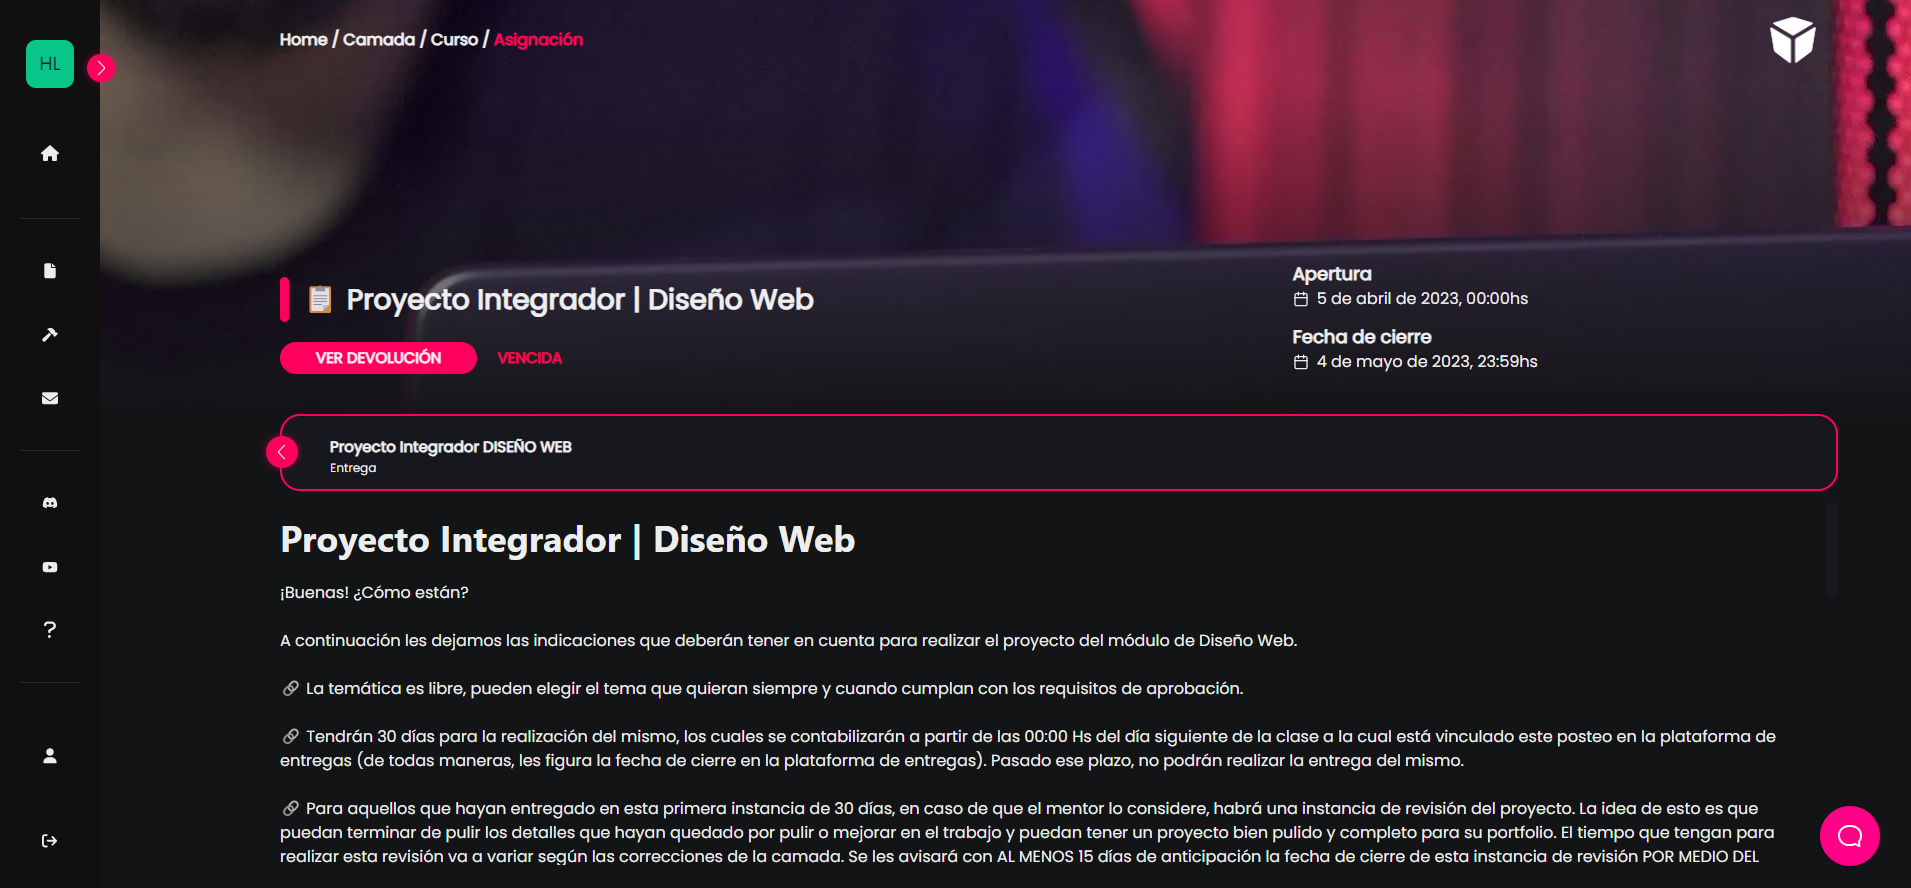 HL
Home / Camada / Curso / Asignación
📋 Proyecto Integrador | Diseño Web
VER DEVOLUCIÓN
VENCIDA
Apertura
5 de abril de 2023, 00:00hs
Fecha de cierre
4 de mayo de 2023, 23:59hs
Proyecto Integrador DISEÑO WEB
Entrega
Proyecto Integrador | Diseño Web
¡Buenas! ¿Cómo están?
A continuación les dejamos las indicaciones que deberán tener en cuenta para realizar el proyecto del módulo de Diseño Web.
🔗 La temática es libre, pueden elegir el tema que quieran siempre y cuando cumplan con los requisitos de aprobación.
🔗 Tendrán 30 días para la realización del mismo, los cuales se contabilizarán a partir de las 00:00 Hs del día siguiente de la clase a la cual está vinculado este posteo en la plataforma de
entregas (de todas maneras, les figura la fecha de cierre en la plataforma de entregas). Pasado ese plazo, no podrán realizar la entrega del mismo.
🔗 Para aquellos que hayan entregado en esta primera instancia de 30 días, en caso de que el mentor lo considere, habrá una instancia de revisión del proyecto. La idea de esto es que
puedan terminar de pulir los detalles que hayan quedado por pulir o mejorar en el trabajo y puedan tener un proyecto bien pulido y completo para su portfolio. El tiempo que tengan para
realizar esta revisión va a variar según las correcciones de la camada. Se les avisará con AL MENOS 15 días de anticipación la fecha de cierre de esta instancia de revisión POR MEDIO DEL